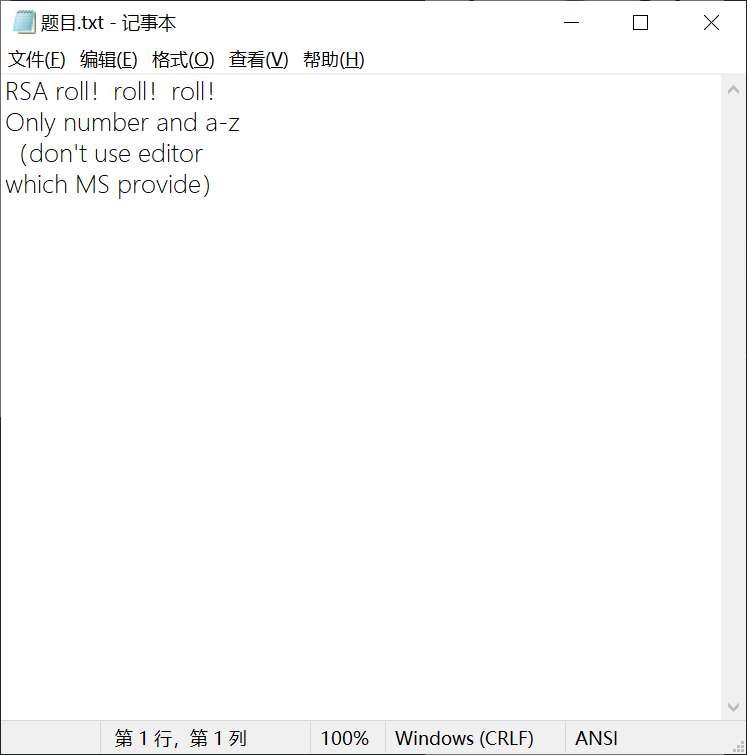 题目.txt - 记事本
文件(F) 编辑(E) 格式(O) 查看(V) 帮助(H)
RSA roll！roll！roll！
Only number and a-z
（don't use editor
which MS provide）
第 1 行，第 1 列 100% Windows (CRLF) ANSI